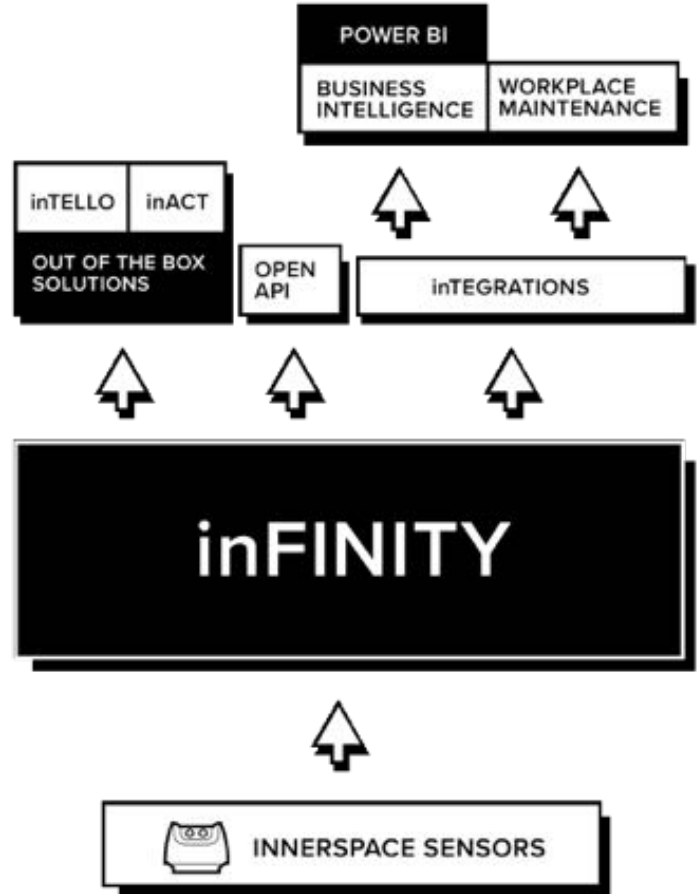 POWER BI
BUSINESS
INTELLIGENCE
WORKPLACE
MAINTENANCE
inTELLO
inACT
OUT OF THE BOX
SOLUTIONS
OPEN
API
inTEGRATIONS
inFINITY
INNERSPACE SENSORS